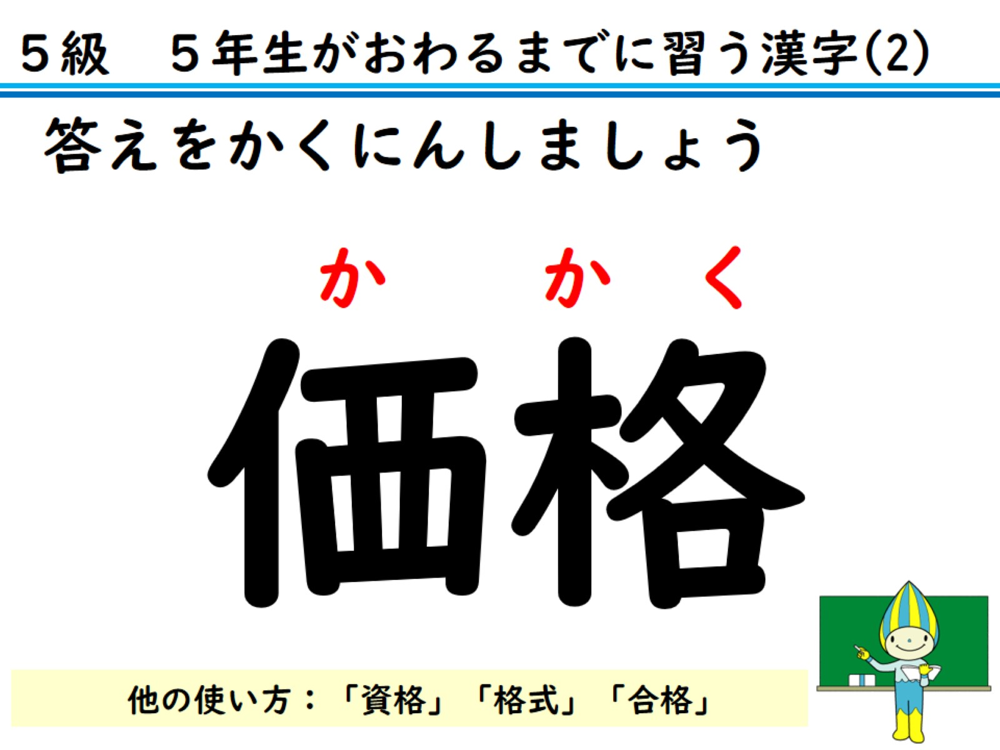 ５級　５年生がおわるまでに習う漢字(2)
答えをかくにんしましょう
か　かく
価格
他の使い方：「資格」「格式」「合格」